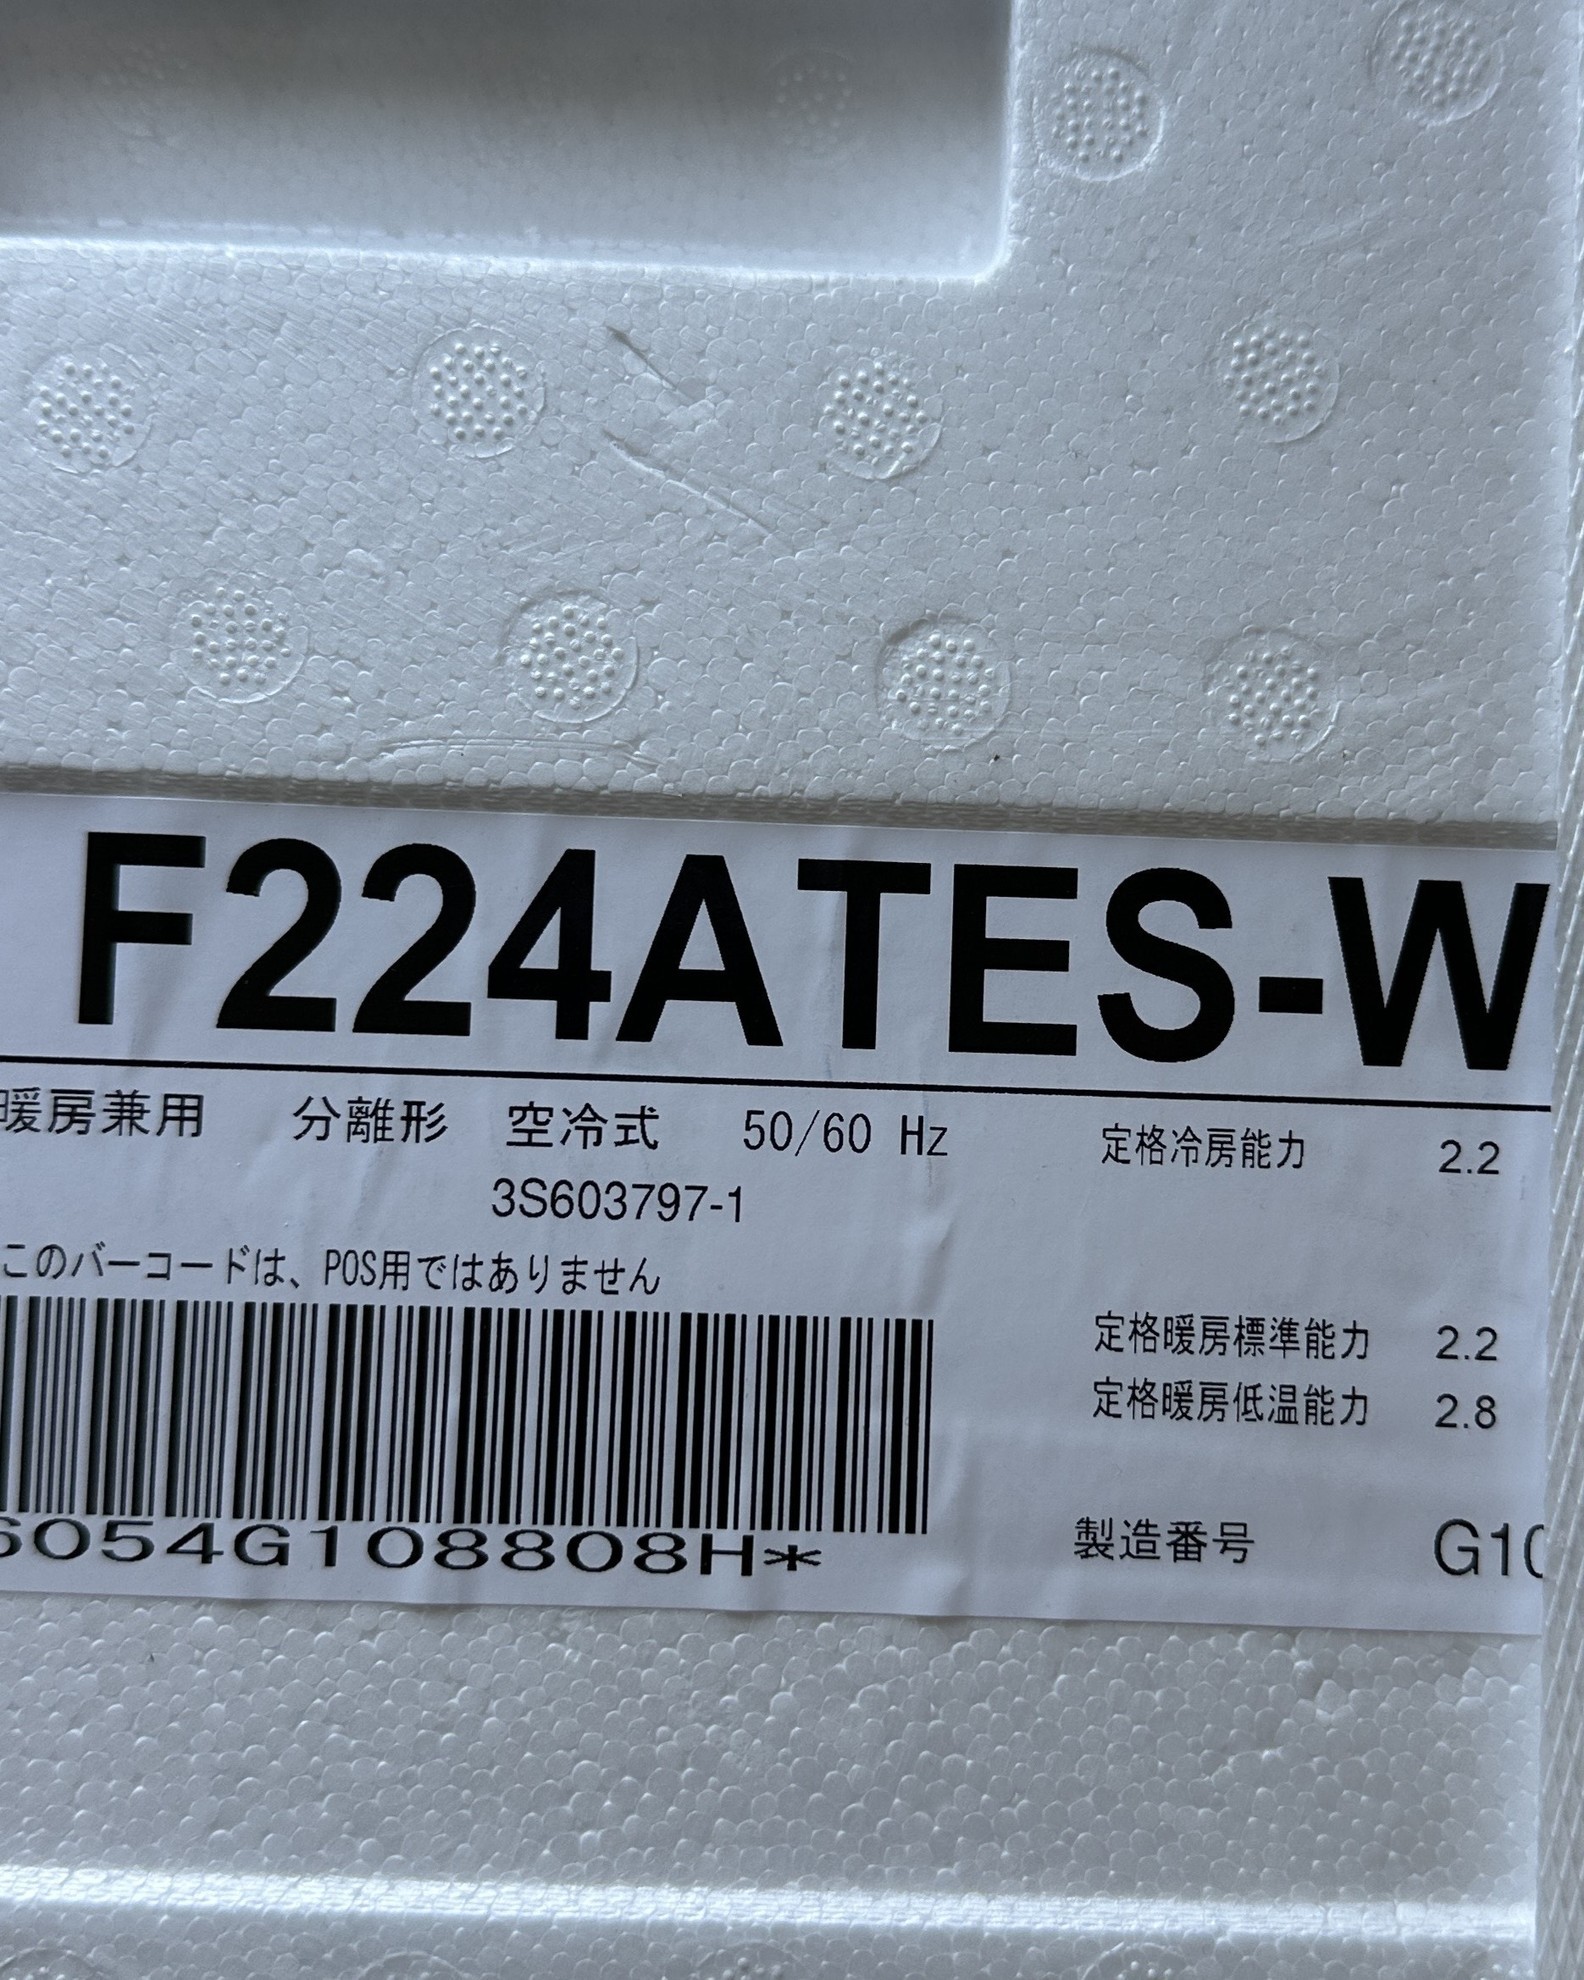 F224ATES-W
暖房兼用 分離形 空冷式 50/60 Hz
3S603797-1
このバーコードは、POS用ではありません
6054G108808H*
定格冷房能力 2.2
定格暖房標準能力 2.2
定格暖房低温能力 2.8
製造番号 G10